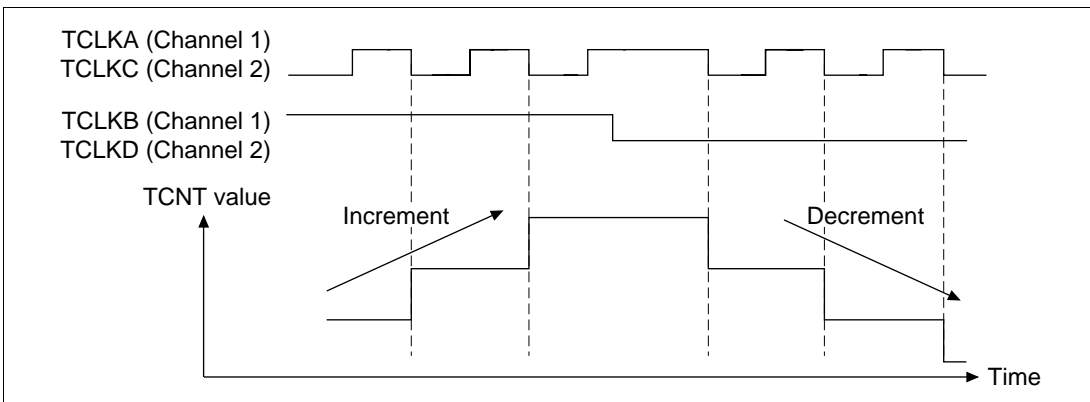 TCLKA (Channel 1)
TCLKC (Channel 2)
TCLKB (Channel 1)
TCLKD (Channel 2)
TCNT value
Increment
Decrement
Time